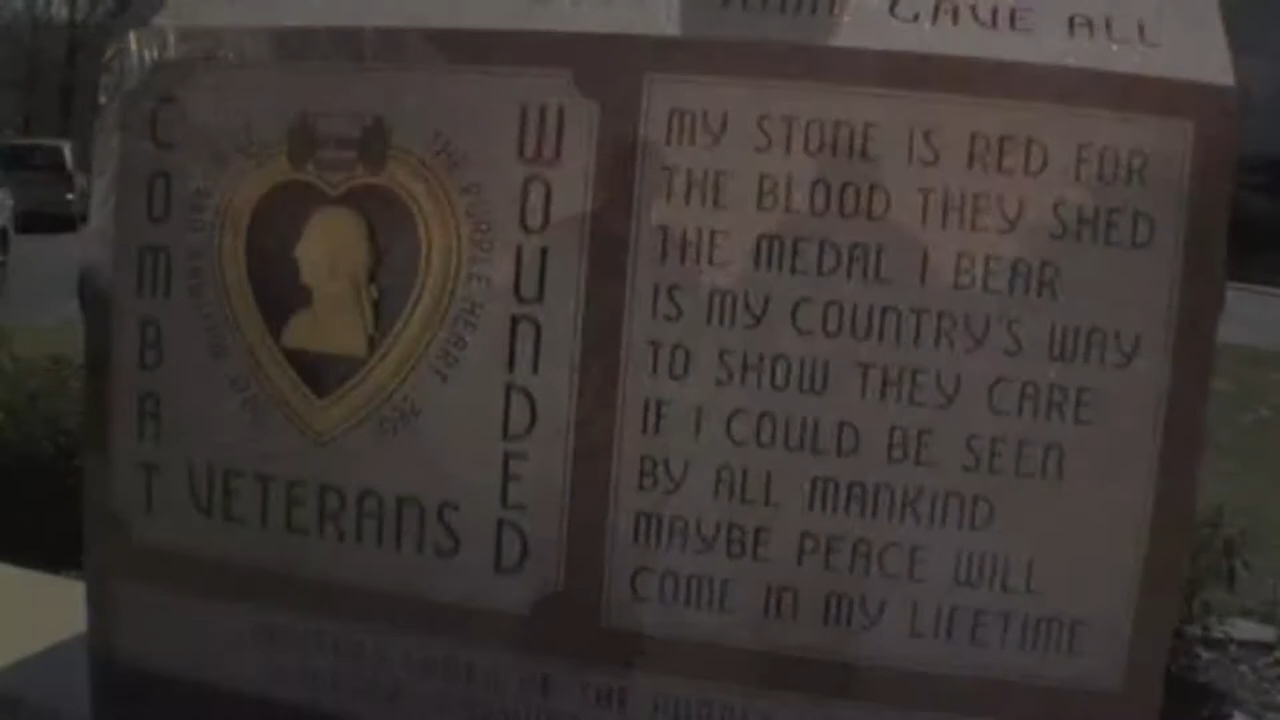 GAVE ALL
COMBAT
WOUNDED
VETERANS
THE PURPLE HEART
MY STONE IS RED FOR
THE BLOOD THEY SHED
THE MEDAL I BEAR
IS MY COUNTRY'S WAY
TO SHOW THEY CARE
IF I COULD BE SEEN
BY ALL MANKIND
MAYBE PEACE WILL
COME IN MY LIFETIME
OF THE